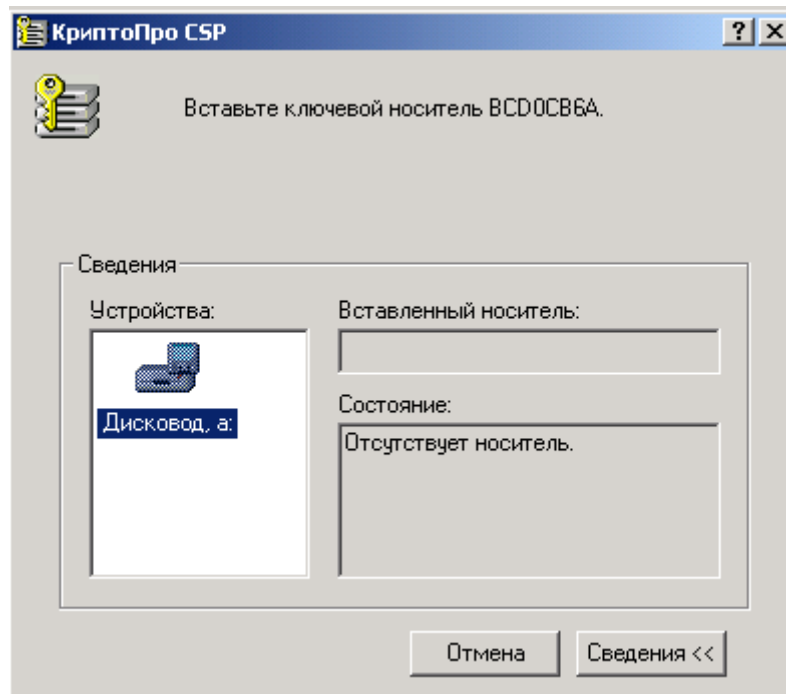 КриптоПро CSP
Вставьте ключевой носитель BCD0CB6A.
Сведения
Устройства:
Вставленный носитель:
Дисковод, a:
Состояние:
Отсутствует носитель.
Отмена
Сведения <<